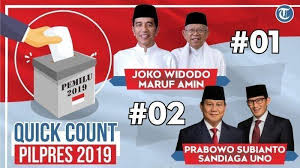 PEMILU
2019
QUICK COUNT
PILPRES 2019
#01
JOKO WIDODO
MARUF AMIN
#02
PRABOWO SUBIANTO
SANDIAGA UNO